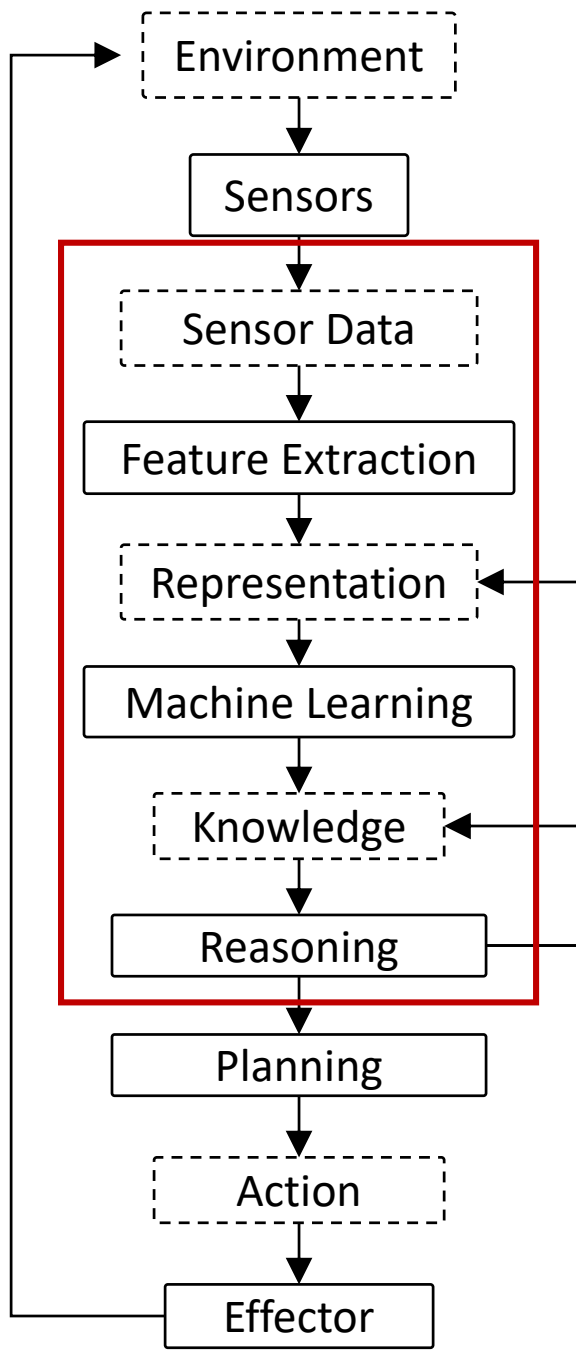 Environment
Sensors
Sensor Data
Feature Extraction
Representation
Machine Learning
Knowledge
Reasoning
Planning
Action
Effector